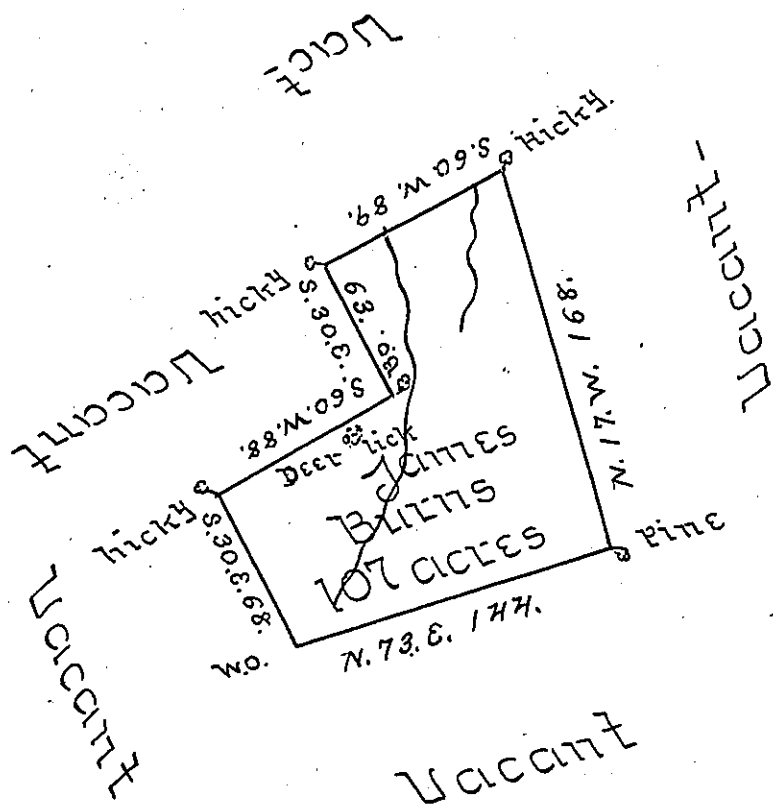 Vact-
Hicky.
S.60 W. 89.
Vacant-
hicky
S.30.E.
63.
B.O.
N. 17. W. 168.
Vacant
S.60.W.88.
Deer lick
James
Burns
107 acres
hicky
S.30.E.68.
Pine
W.O.
N.73.E. 144.
Vacant
Vacant